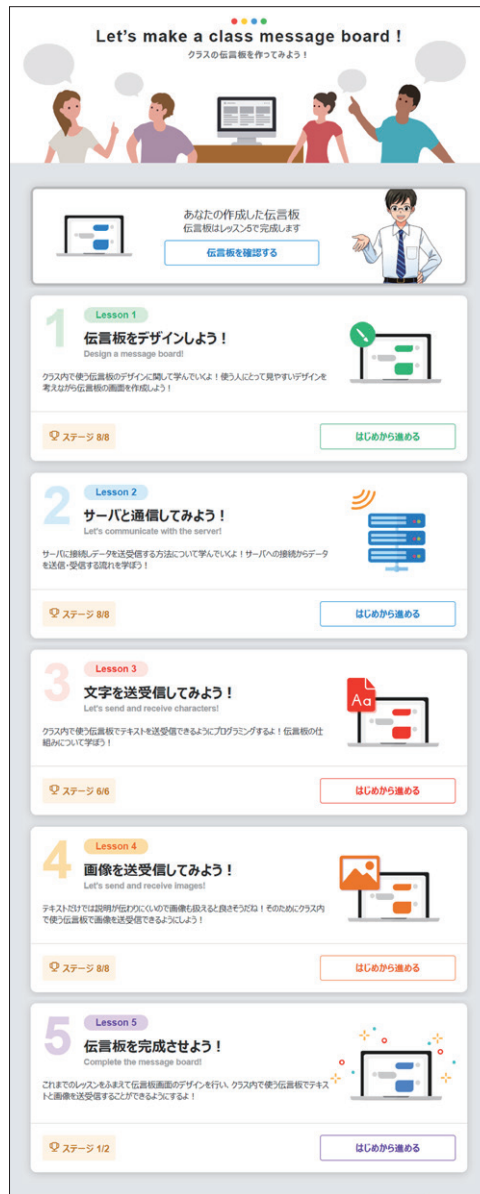 Let's make a class message board !
クラスの伝言板を作ってみよう！
あなたの作成した伝言板
伝言板はレッスン5で完成します
伝言板を確認する
1
Lesson 1
伝言板をデザインしよう！
Design a message board!
クラス内で使う伝言板のデザインに関して学んでいくよ！使う人にとって見やすいデザインを
考えながら伝言板の画面を作成しよう！
ステージ 8/8
はじめから進める
2
Lesson 2
サーバと通信してみよう！
Let's communicate with the server!
サーバに接続しデータを送受信する方法について学んでいくよ！サーバへの接続からデータ
を送信・受信する流れを学ぼう！
ステージ 8/8
はじめから進める
3
Lesson 3
文字を送受信してみよう！
Let's send and receive characters!
Aa
クラス内で使う伝言板でテキストを送受信できるようにプログラミングするよ！伝言板の仕
組みについて学ぼう！
ステージ 6/6
はじめから進める
4
Lesson 4
画像を送受信してみよう！
Let's send and receive images!
テキストだけでは説明が伝わりにくいので画像も扱えると良さそうだね！そのためにクラス内
で使う伝言板で画像を送受信できるようにしよう！
ステージ 8/8
はじめから進める
5
Lesson 5
伝言板を完成させよう！
Complete the message board!
これまでのレッスンをふまえて伝言板画面のデザインを行い、クラス内で使う伝言板でテキス
トと画像を送受信することができるようにするよ！
ステージ 1/2
はじめから進める